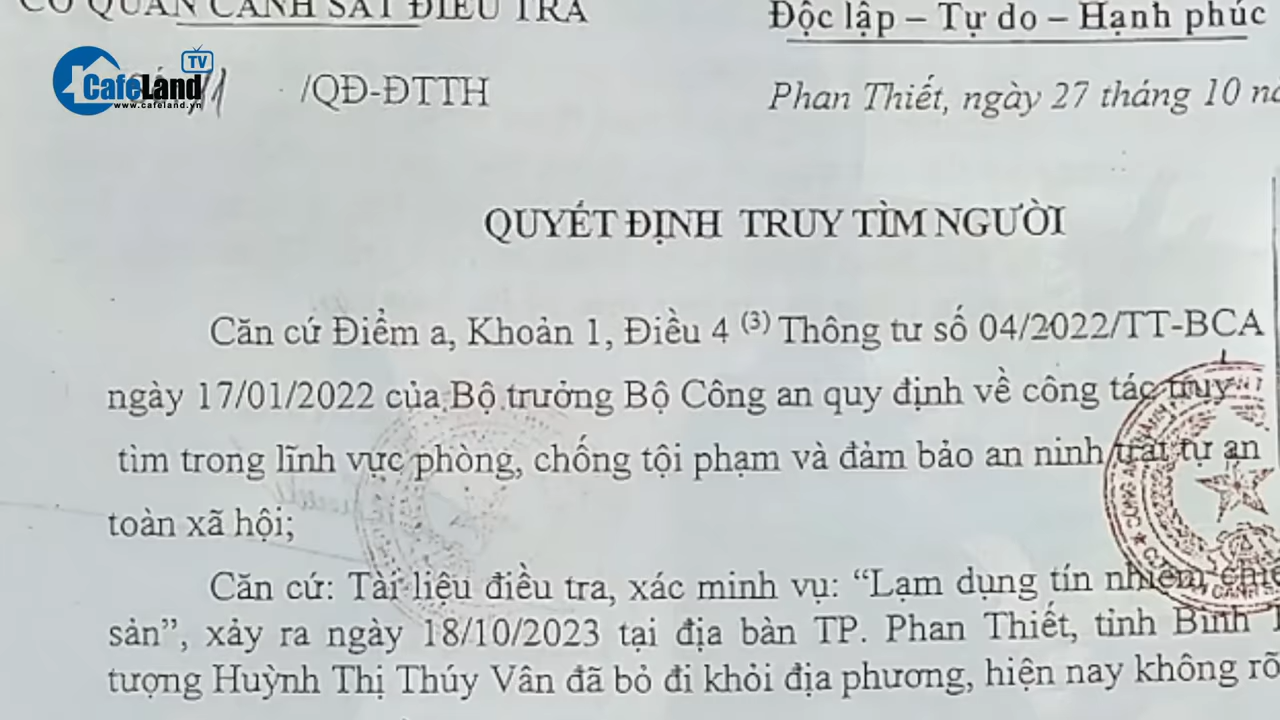 CƠ QUAN CẢNH SÁT ĐIỀU TRA
Độc lập – Tự do – Hạnh phúc
CafeLand TV
www.cafeland.vn
/QĐ-ĐTTH
Phan Thiết, ngày 27 tháng 10
QUYẾT ĐỊNH TRUY TÌM NGƯỜI
Căn cứ Điểm a, Khoản 1, Điều 4 (3) Thông tư số 04/2022/TT-BCA
ngày 17/01/2022 của Bộ trưởng Bộ Công an quy định về công tác truy
tìm trong lĩnh vực phòng, chống tội phạm và đảm bảo an ninh trật tự an
toàn xã hội;
Căn cứ: Tài liệu điều tra, xác minh vụ: “Lạm dụng tín nhiệm
sản”, xảy ra ngày 18/10/2023 tại địa bàn TP. Phan Thiết, tỉnh Bình
tượng Huỳnh Thị Thúy Vân đã bỏ đi khỏi địa phương, hiện nay không rõ